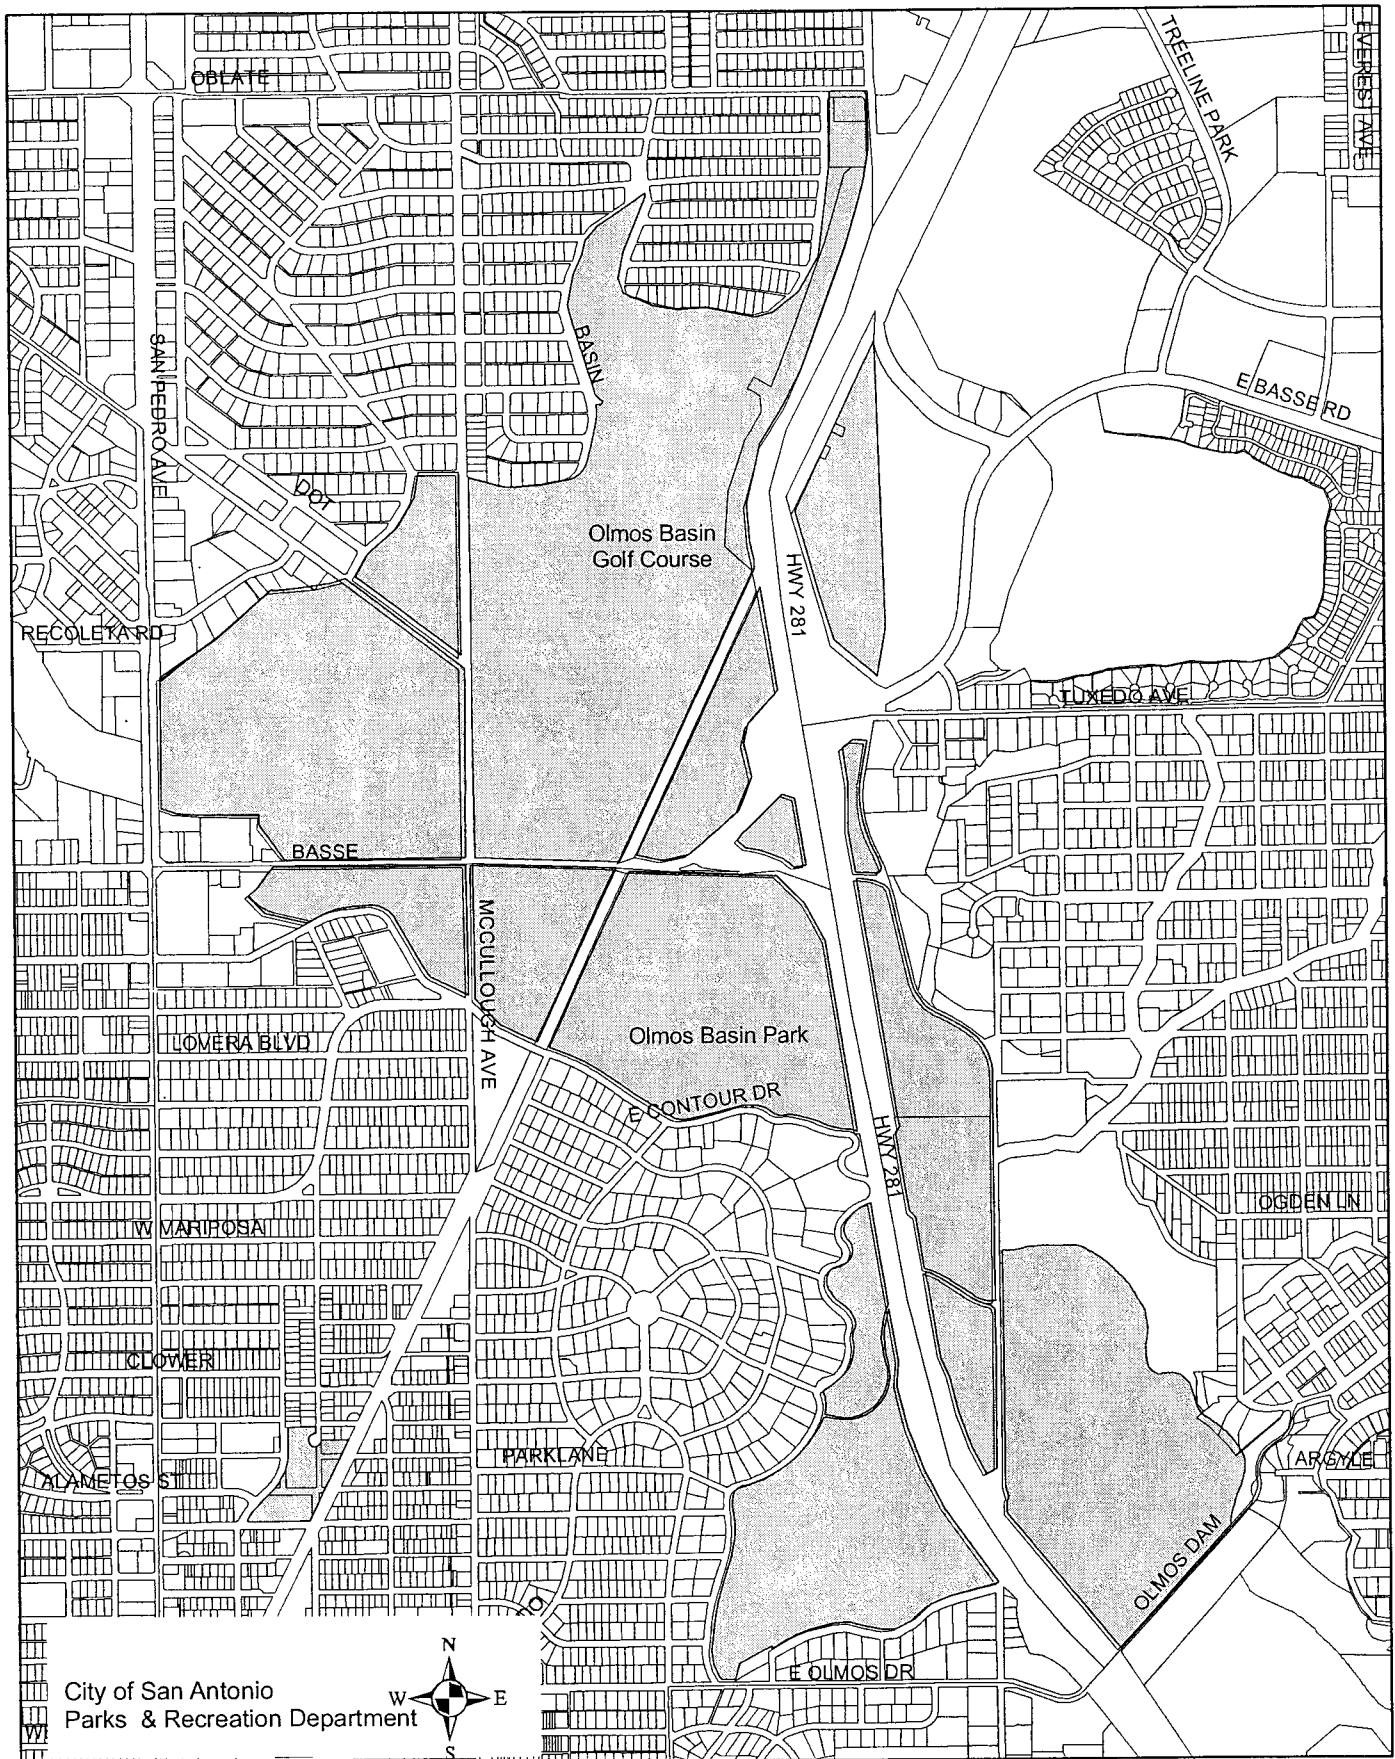 OBLATE
TREELINE PARK
EVEREST AVE
SAN PEDRO AVE
BASIN
E BASSE RD
DOT
Olmos Basin
Golf Course
HWY 281
RECOLETA RD
TUXEDO AVE
BASSE
MCCULLOUGH AVE
LOVERA BLVD
Olmos Basin Park
E CONTOUR DR
HWY 281
OGDEN LN
W MARIPOSA
CLOWER
PARKLANE
ARGYLE
ALAMETOS ST
OLMOS DAM
E OLMOS DR
N
W E
S
City of San Antonio
Parks & Recreation Department